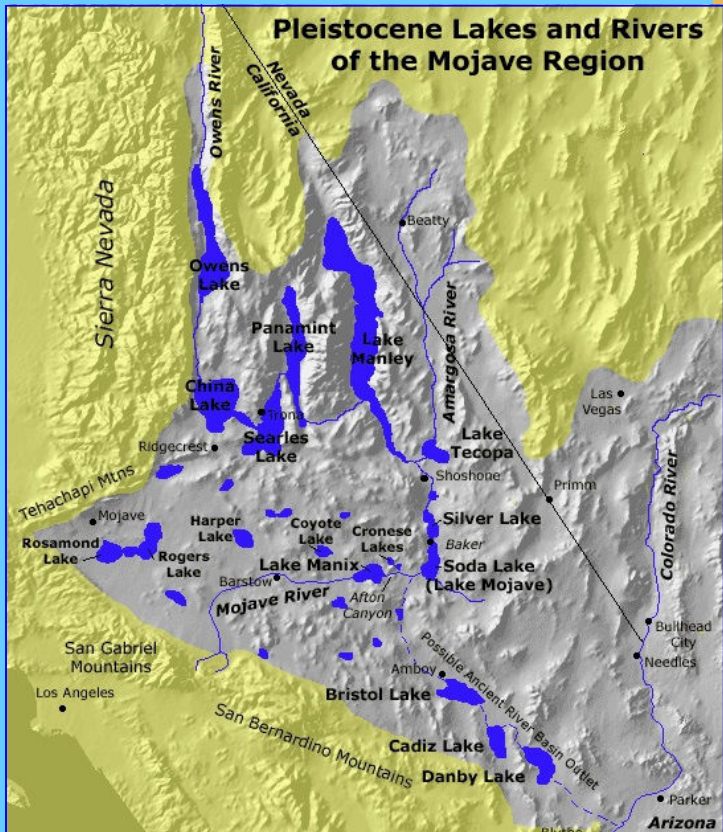 Pleistocene Lakes and Rivers
of the Mojave Region
Owens River
Nevada
California
Sierra Nevada
Beatty
Owens
Lake
Panamint
Lake
Lake
Manley
Amargosa River
China
Lake
Trona
Searles
Lake
Ridgecrest
Las
Vegas
Lake
Tecopa
Shoshone
Primm
Tehachapi Mtns
Mojave
Silver Lake
Colorado River
Harper
Lake
Coyote
Lake
Cronese
Lakes
Baker
Rosamond
Lake
Rogers
Lake
Lake Manix
Soda Lake
(Lake Mojave)
Barstow
Mojave River
Afton
Canyon
San Gabriel
Mountains
Bullhead
City
Needles
Possible Ancient River Basin Outlet
Amboy
Los Angeles
Bristol Lake
San Bernardino Mountains
Cadiz Lake
Danby Lake
Parker
Arizona